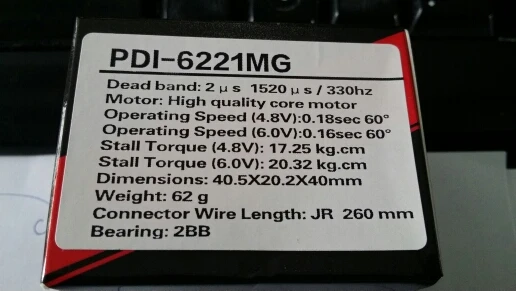 PDI-6221MG
Dead band: 2μs 1520μs/330hz
Motor: High quality core motor
Operating Speed (4.8V):0.18sec 60°
Operating Speed (6.0V):0.16sec 60°
Stall Torque (4.8V): 17.25 kg.cm
Stall Torque (6.0V): 20.32 kg.cm
Dimensions: 40.5X20.2X40mm
Weight: 62 g
Connector Wire Length: JR 260 mm
Bearing: 2BB